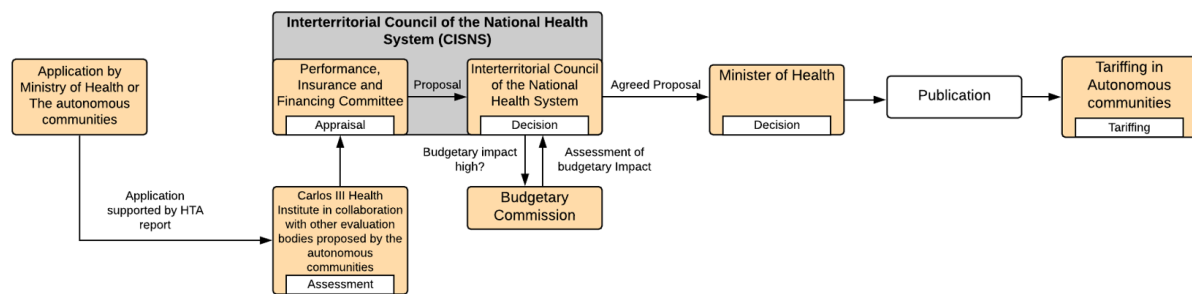 Interterritorial Council of the National Health
System (CISNS)
Application by
Ministry of Health or
The autonomous
communities
Performance,
Insurance and
Financing Committee
Appraisal
Proposal
Interterritorial Council
of the National
Health System
Decision
Agreed Proposal
Minister of Health
Decision
Publication
Tariffing in
Autonomous
communities
Tariffing
Budgetary impact
high?
Assessment of
budgetary Impact
Application
supported by HTA
report
Carlos III Health
Institute in collaboration
with other evaluation
bodies proposed by the
autonomous
communities
Assessment
Budgetary
Commission